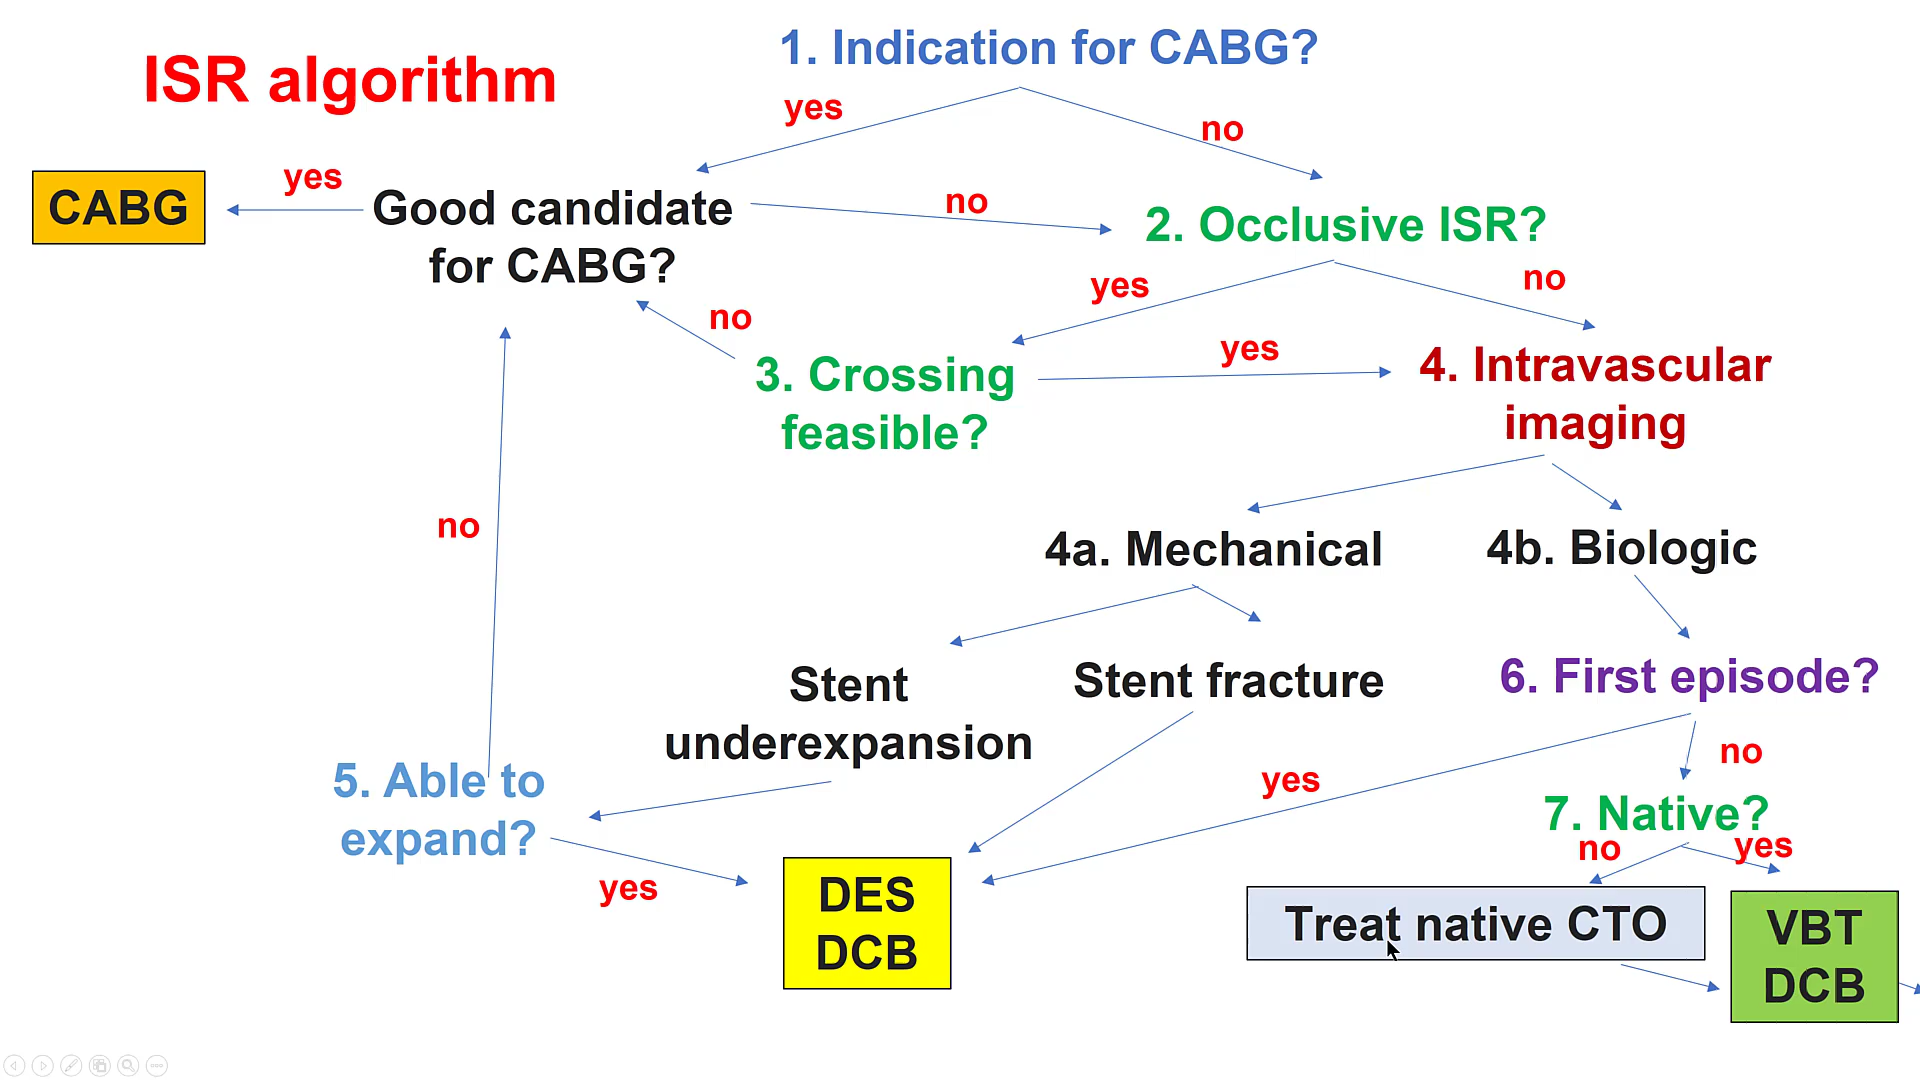 ISR algorithm
1. Indication for CABG?
yes
no
CABG
yes
Good candidate
for CABG?
no
2. Occlusive ISR?
yes
no
no
3. Crossing
feasible?
yes
4. Intravascular
imaging
no
4a. Mechanical
4b. Biologic
Stent
underexpansion
Stent fracture
6. First episode?
5. Able to
expand?
yes
yes
no
7. Native?
no
yes
DES
DCB
Treat native CTO
VBT
DCB